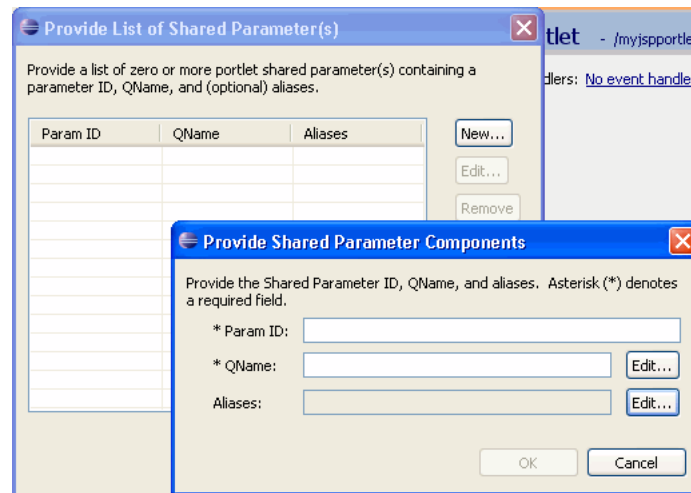 Provide List of Shared Parameter(s)
tlet - /myjspportle
Provide a list of zero or more portlet shared parameter(s) containing a
parameter ID, QName, and (optional) aliases.
dlers: No event handle
Param ID QName Aliases
New...
Edit...
Remove
Provide Shared Parameter Components
Provide the Shared Parameter ID, QName, and aliases. Asterisk (*) denotes
a required field.
* Param ID:
* QName: Edit...
Aliases: Edit...
OK Cancel